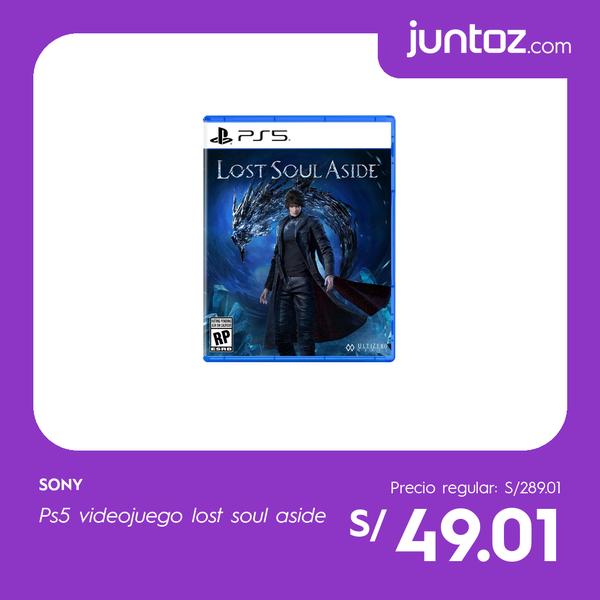 juntoz.com
PS5
LOST SOUL ASIDE
RP
ESRB
ULTIZERO
SONY
Ps5 videojuego lost soul aside
Precio regular: S/289.01
S/49.01